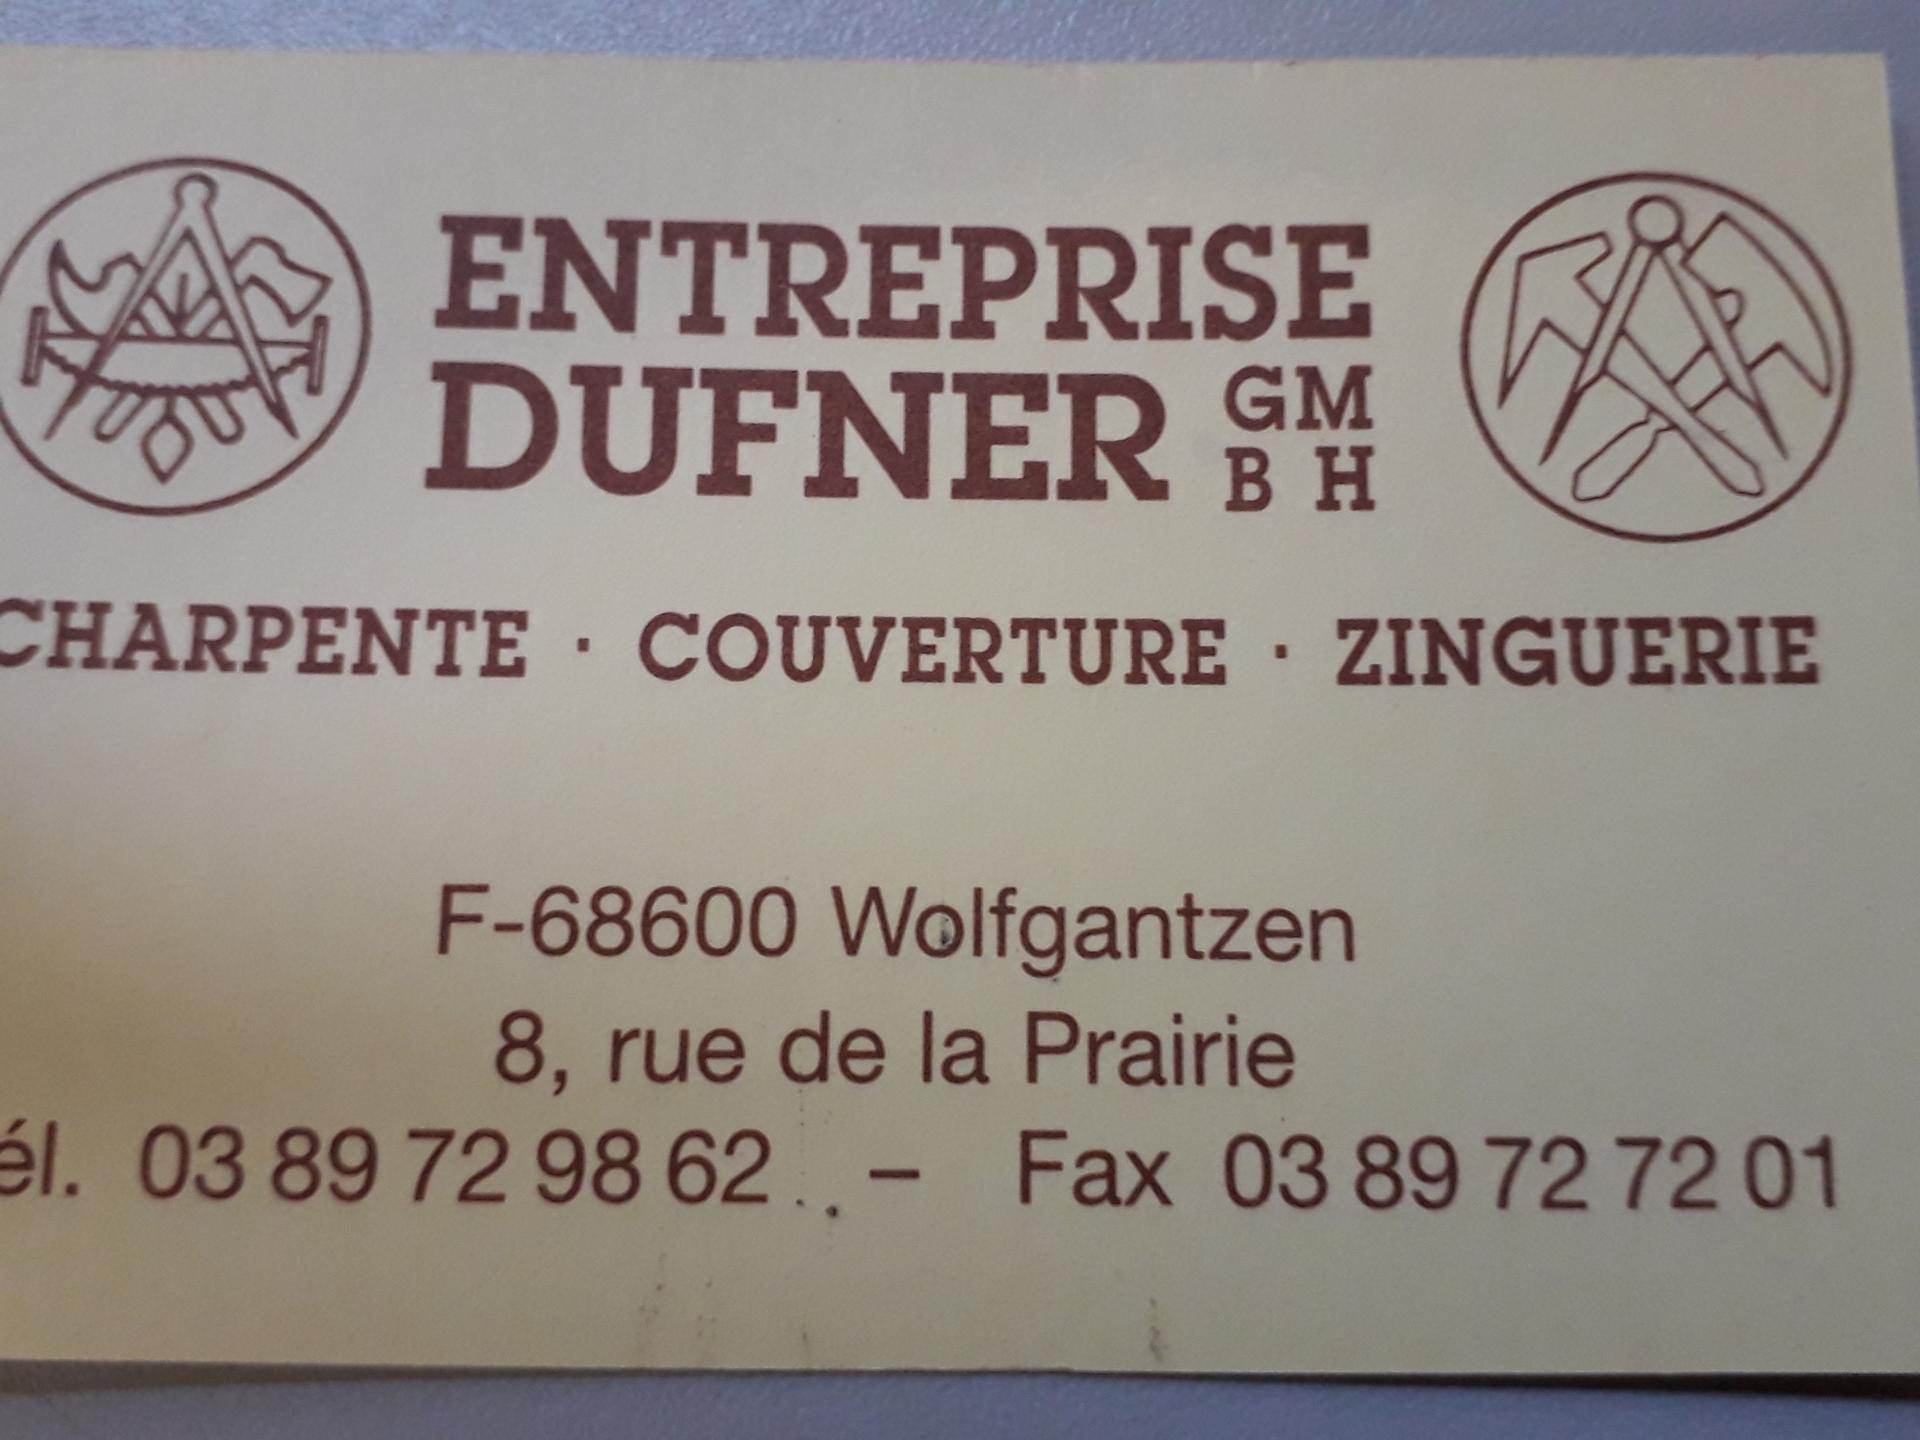 ENTREPRISE
DUFNER GM
B H
CHARPENTE · COUVERTURE · ZINGUERIE
F-68600 Wolfgantzen
8, rue de la Prairie
él. 03 89 72 98 62 – Fax 03 89 72 72 01